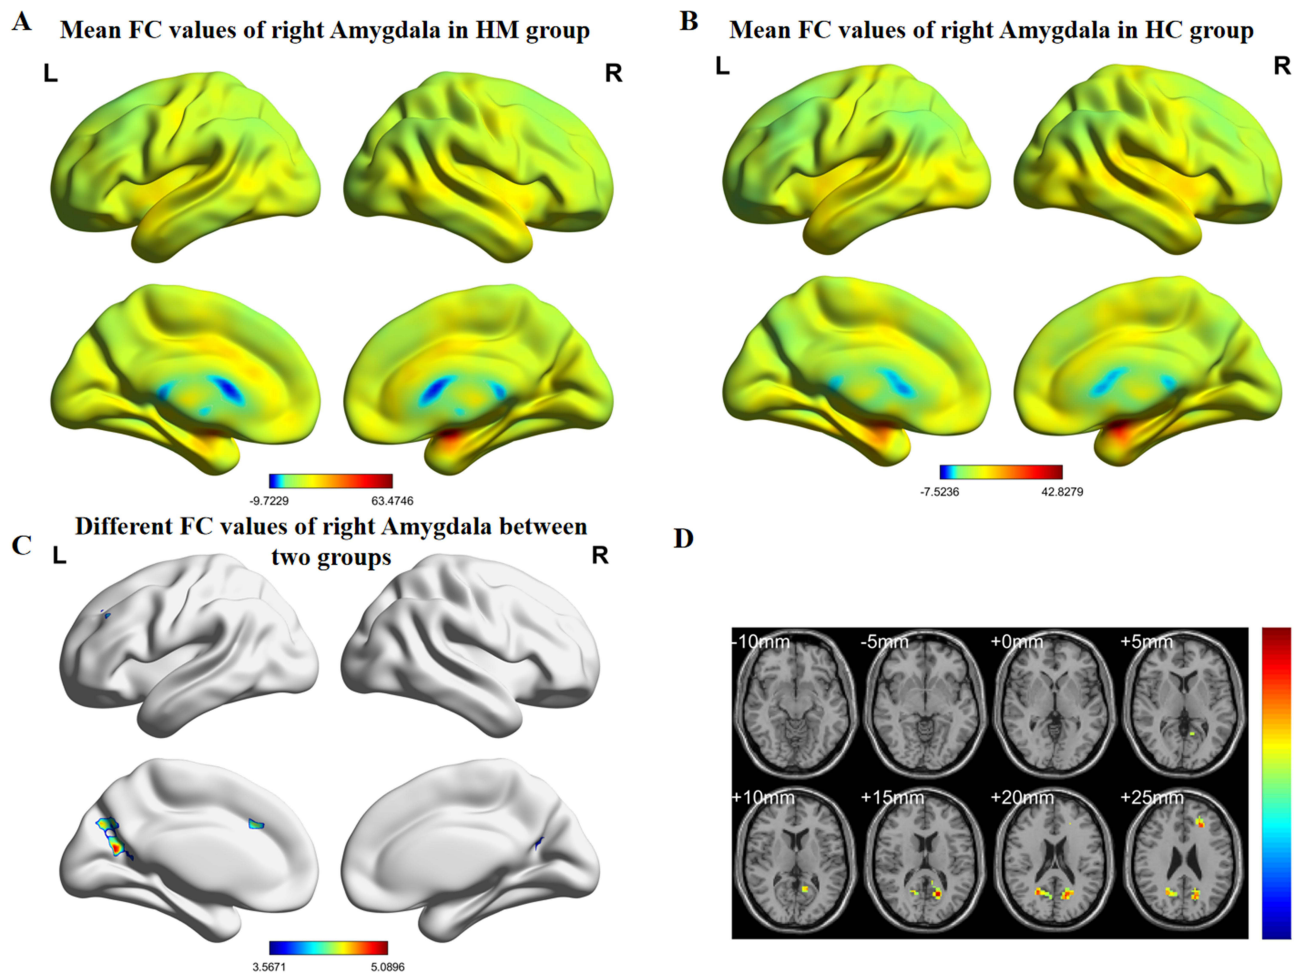 A
Mean FC values of right Amygdala in HM group
L
R
-9.7229
63.4746
B
Mean FC values of right Amygdala in HC group
L
R
-7.5236
42.8279
C
Different FC values of right Amygdala between
two groups
L
R
3.5671
5.0896
D
-10mm
-5mm
+0mm
+5mm
+10mm
+15mm
+20mm
+25mm